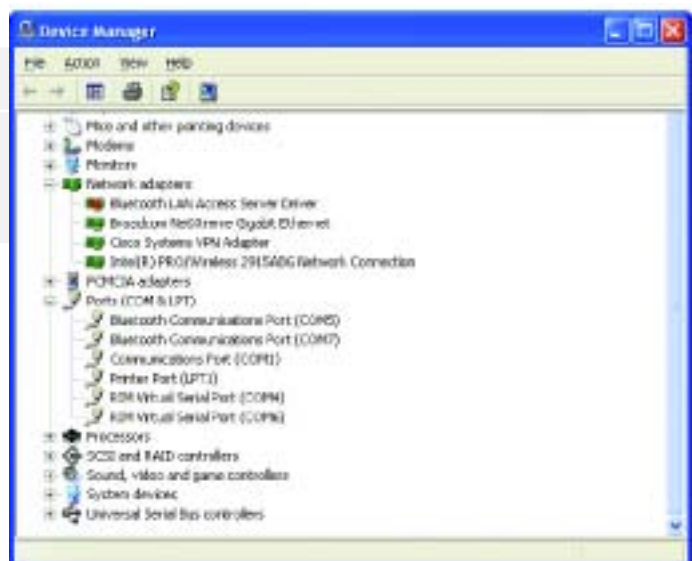 Device Manager
File Action View Help
Mice and other pointing devices
Modems
Monitors
Network adapters
Bluetooth LAN Access Server Driver
Broadcom NetXtreme Gigabit Ethernet
Cisco Systems VPN Adapter
Intel(R) PRO/Wireless 2915ABG Network Connection
PCMCIA adapters
Ports (COM & LPT)
Bluetooth Communications Port (COM5)
Bluetooth Communications Port (COM7)
Communications Port (COM1)
Printer Port (LPT1)
RIM Virtual Serial Port (COM4)
RIM Virtual Serial Port (COM6)
Processors
SCSI and RAID controllers
Sound, video and game controllers
System devices
Universal Serial Bus controllers